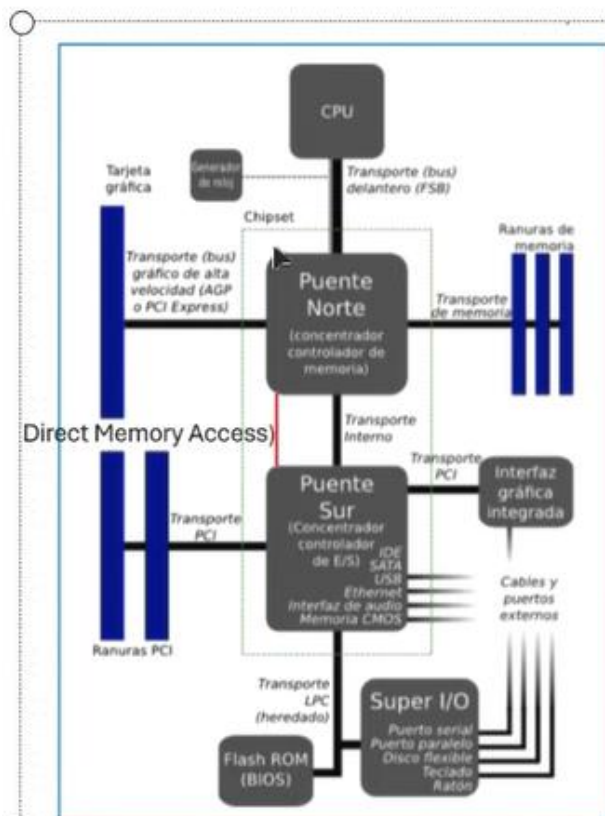 CPU
Generador
de reloj
Transporte (bus)
delantero (FSB)
Tarjeta
gráfica
Chipset
Ranuras de
memoria
Transporte (bus)
gráfico de alta
velocidad (AGP
o PCI Express)
Puente
Norte
(concentrador
controlador de
memoria)
Transporte
de memoria
Direct Memory Access)
Transporte
Interno
Transporte
PCI
Puente
Sur
(Concentrador
controlador
de E/S)
IDE
SATA
USB
Ethernet
Interfaz de audio
Memoria CMOS
Interfaz
gráfica
integrada
Transporte
PCI
Cables y
puertos
externos
Ranuras PCI
Transporte
LPC
(heredado)
Super I/O
Puerto serial
Puerto paralelo
Disco flexible
Teclado
Ratón
Flash ROM
(BIOS)